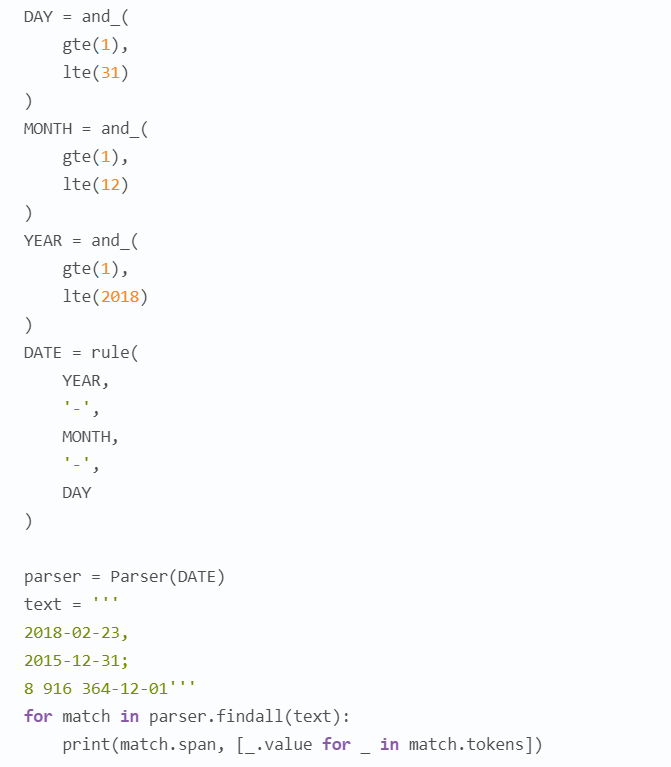 DAY = and_(
    gte(1),
    lte(31)
)
MONTH = and_(
    gte(1),
    lte(12)
)
YEAR = and_(
    gte(1),
    lte(2018)
)
DATE = rule(
    YEAR,
    '-',
    MONTH,
    '-',
    DAY
)

parser = Parser(DATE)
text = '''
2018-02-23,
2015-12-31;
8 916 364-12-01'''
for match in parser.findall(text):
    print(match.span, [_.value for _ in match.tokens])